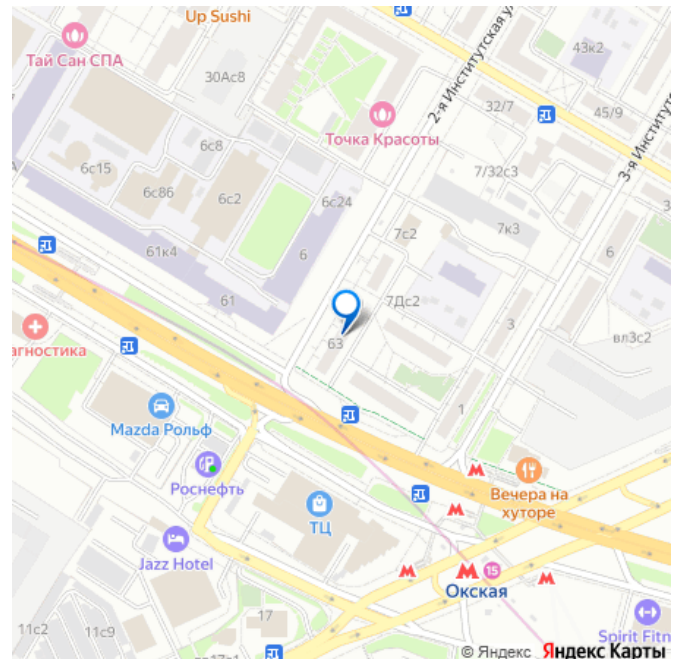 Up Sushi
Тай Сан СПА
30Ас8
43к2
2-я Институтская ул
32/7
45/9
Точка Красоты
3-я Институтская
6с8
6с15
6с86
6с2
6с24
7/32с3
7с2
7к3
6
61к4
6
61
7Дс2
3
вл3с2
63
агностика
1
Mazda Рольф
Роснефть
Вечера на
хуторе
ТЦ
Jazz Hotel
15
Окская
17
11с2
11с9
Spirit Fitn
© Яндекс Яндекс Карты